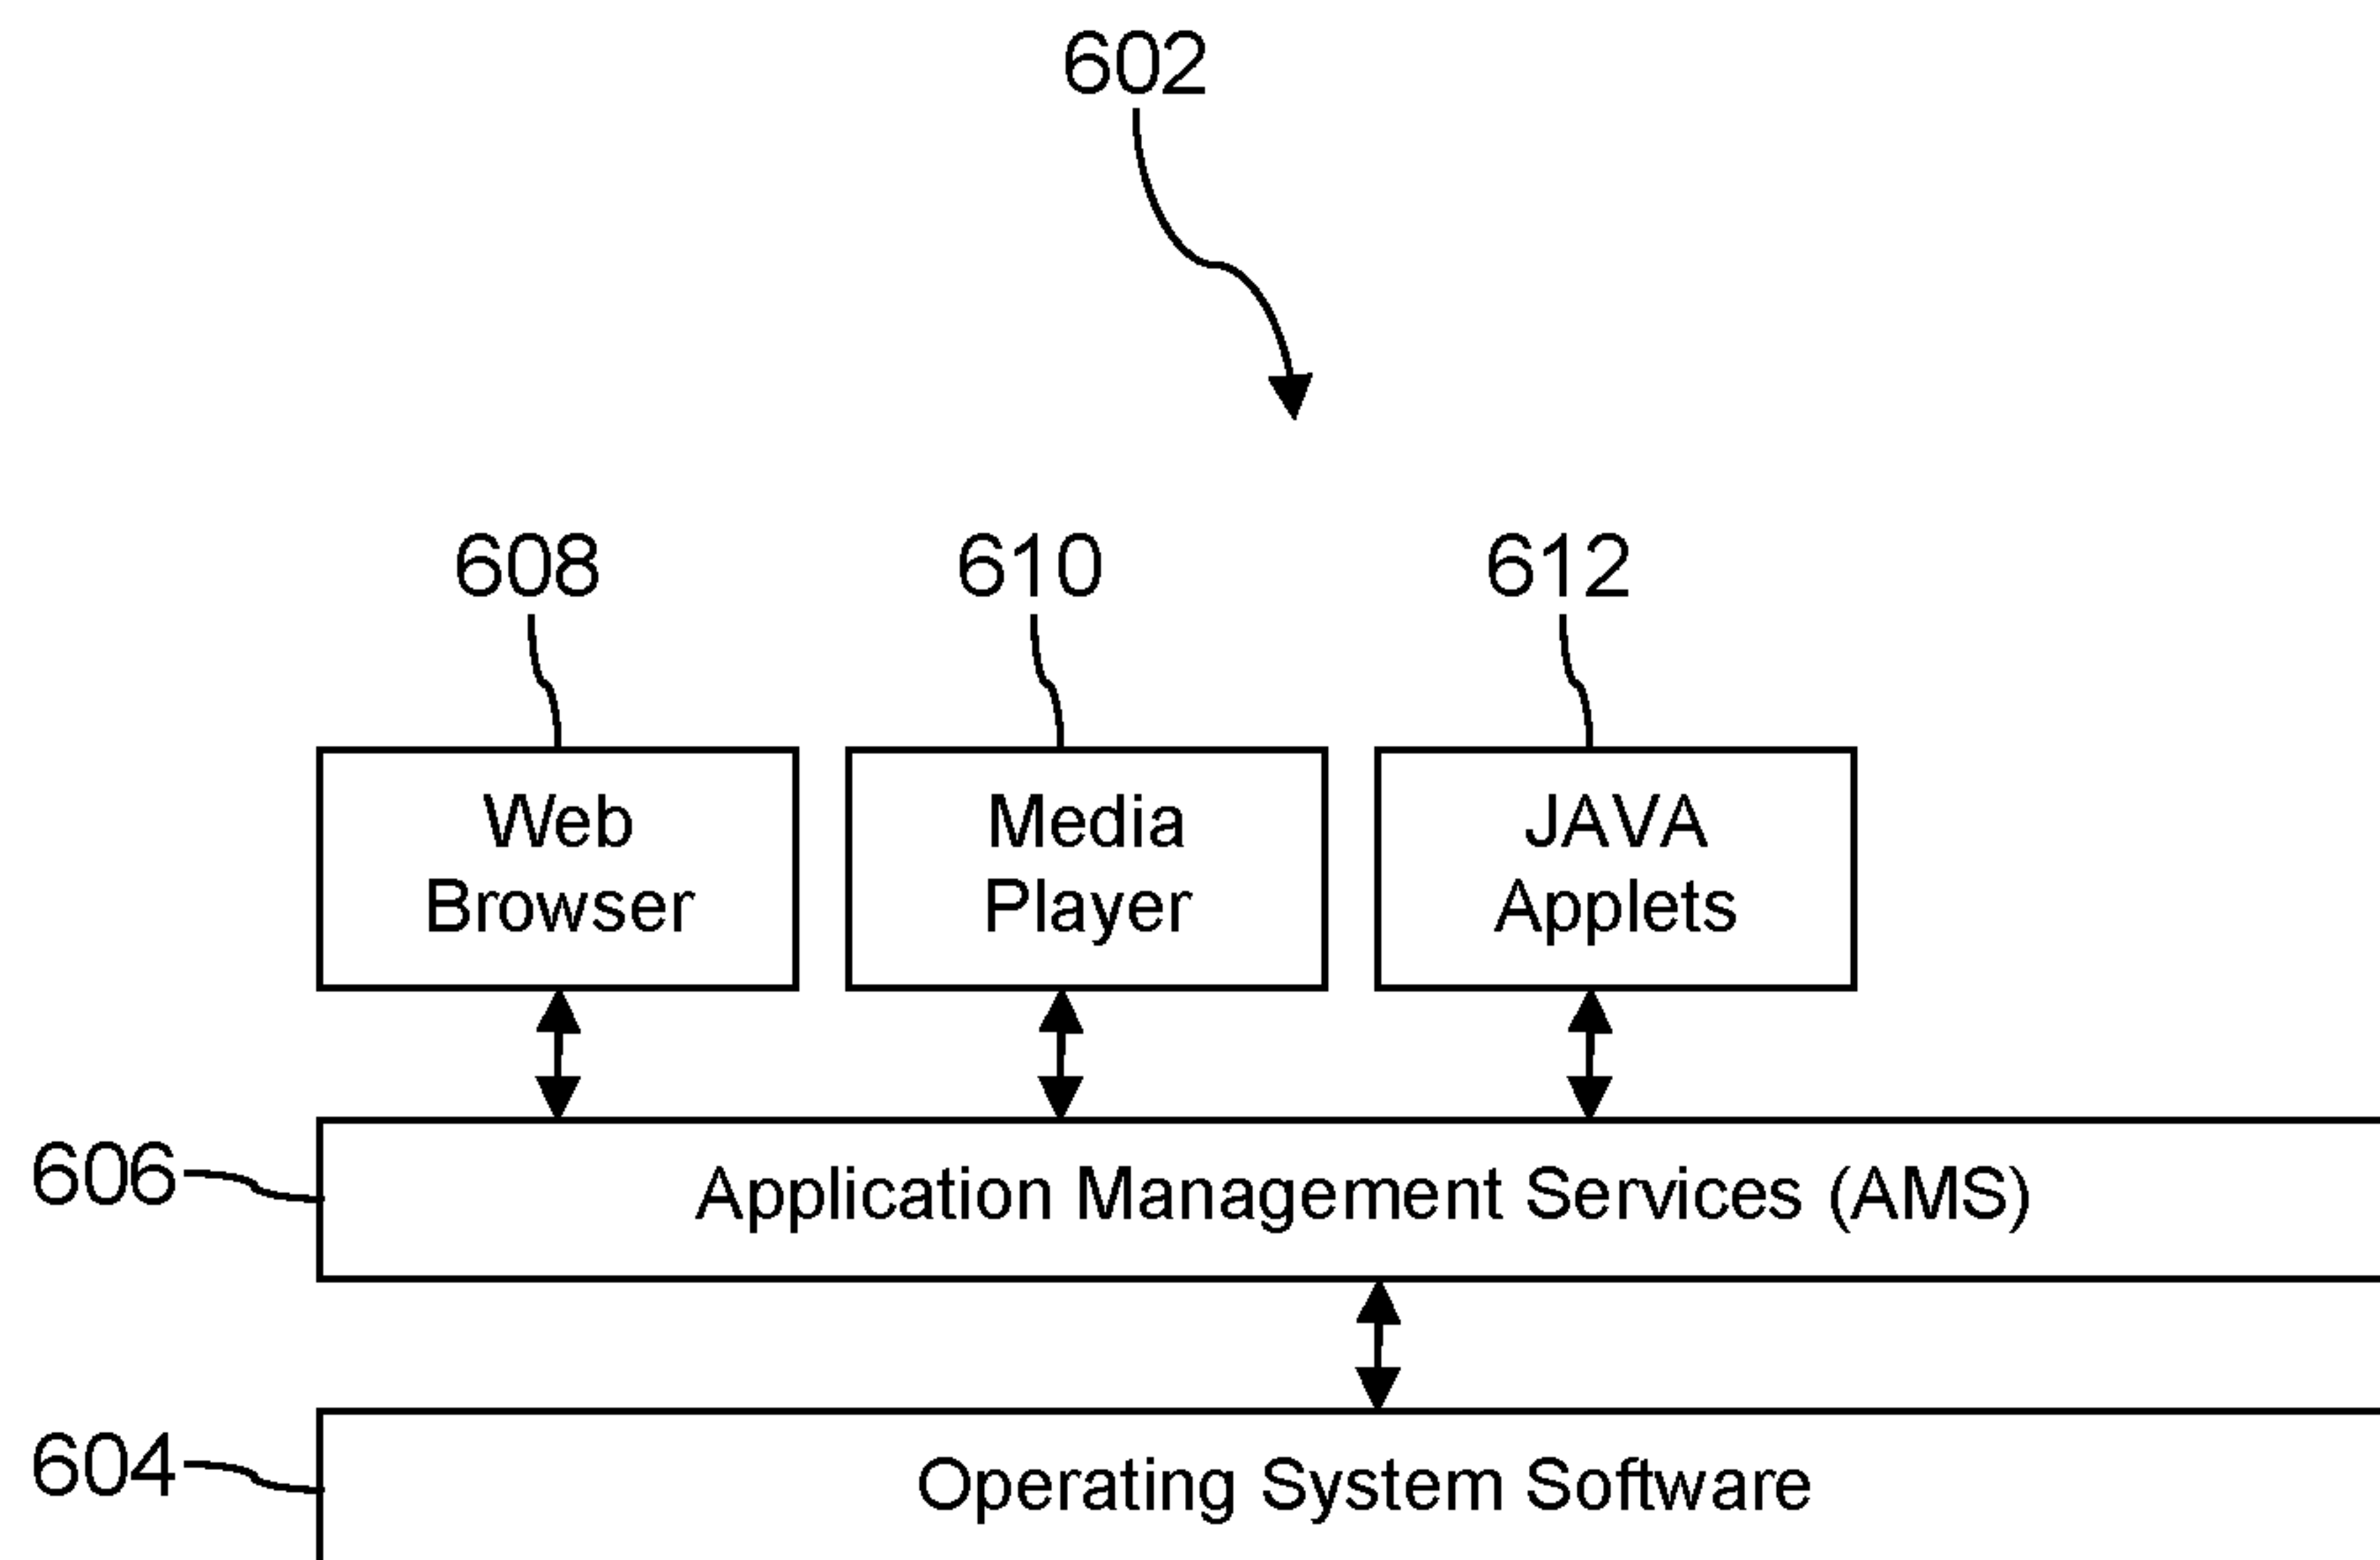 602
608 610 612
Web Browser
Media Player
JAVA Applets
606 Application Management Services (AMS)
604 Operating System Software